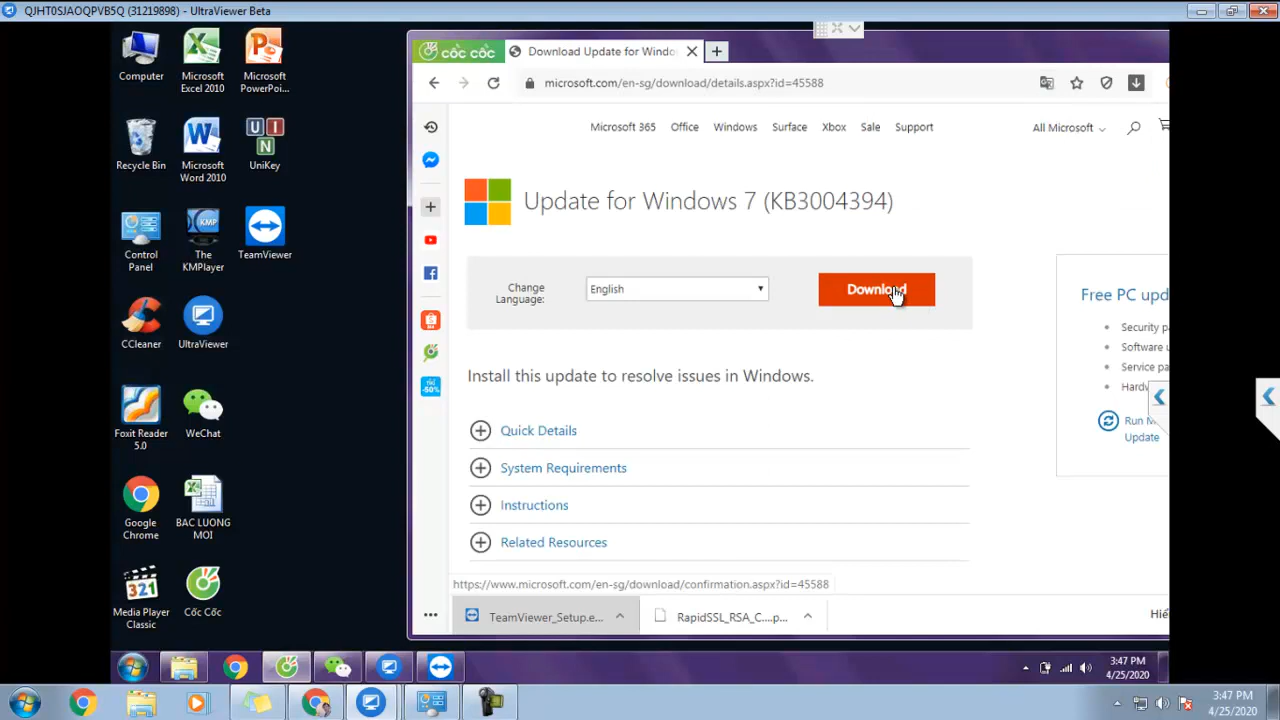 QJHT0SJAOQPVB5Q (31219898) - UltraViewer Beta
Computer
Microsoft
Excel 2010
Microsoft
PowerPoi...
Recycle Bin
Microsoft
Word 2010
UniKey
Control
Panel
The
KMPlayer
TeamViewer
CCleaner
UltraViewer
Foxit Reader
5.0
WeChat
Google
Chrome
BAC LUONG
MOI
Media Player
Classic
Cốc Cốc
cốc cốc
Download Update for Windo
microsoft.com/en-sg/download/details.aspx?id=45588
Microsoft 365
Office
Windows
Surface
Xbox
Sale
Support
All Microsoft
Update for Windows 7 (KB3004394)
Change
Language:
English
Download
Free PC upd
Security p
Software u
Service pa
Hardw
Run M
Update
Install this update to resolve issues in Windows.
Quick Details
System Requirements
Instructions
Related Resources
https://www.microsoft.com/en-sg/download/confirmation.aspx?id=45588
TeamViewer_Setup.e...
RapidSSL_RSA_C....p...
Hiể
3:47 PM
4/25/2020
3:47 PM
4/25/2020